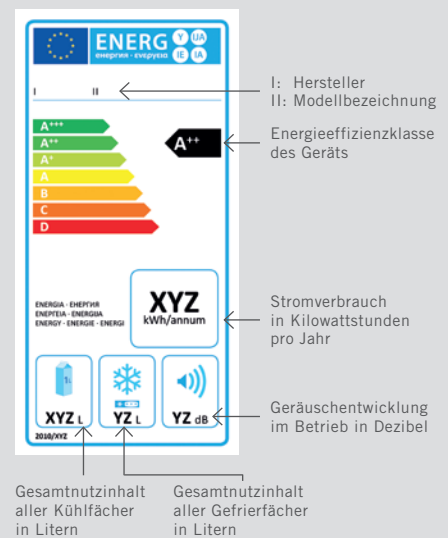 ENERG Y UA
енергия · ενεργεια IE IA
I II
I: Hersteller
II: Modellbezeichnung
A+++
A++
A+
A
B
C
D
A++
Energieeffizienzklasse
des Geräts
ENERGIA · ЕНЕРГИЯ
ΕΝΕΡΓΕΙΑ · ENERGIJA
ENERGY · ENERGIE · ENERGI
XYZ
kWh/annum
Stromverbrauch
in Kilowattstunden
pro Jahr
1L
XYZ L
YZ L
YZ dB
Geräuschentwicklung
im Betrieb in Dezibel
2010/XYZ
Gesamtnutzinhalt
aller Kühlfächer
in Litern
Gesamtnutzinhalt
aller Gefrierfächer
in Litern